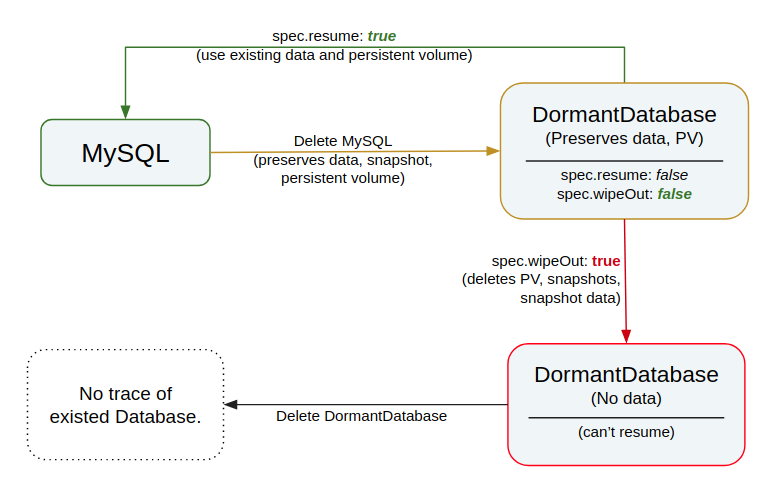 spec.resume: true
(use existing data and persistent volume)
MySQL
Delete MySQL
(preserves data, snapshot,
persistent volume)
DormantDatabase
(Preserves data, PV)
spec.resume: false
spec.wipeOut: false
spec.wipeOut: true
(deletes PV, snapshots,
snapshot data)
DormantDatabase
(No data)
(can’t resume)
Delete DormantDatabase
No trace of
existed Database.